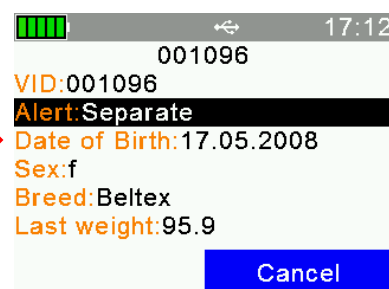 17:12
001096
VID:001096
Alert:Separate
Date of Birth:17.05.2008
Sex:f
Breed:Beltex
Last weight:95.9
Cancel